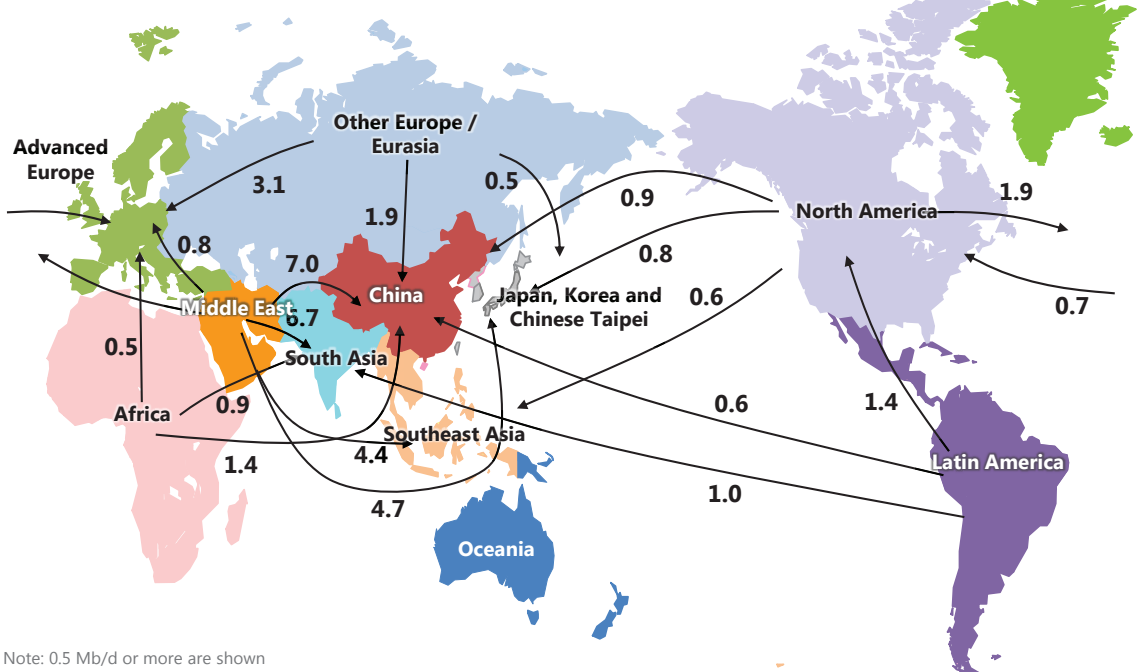 Other Europe /
Eurasia
Advanced
Europe
3.1
0.5
1.9
0.9
North America
1.9
0.8
0.8
7.0
China
Japan, Korea and
Chinese Taipei
0.6
0.7
Middle East
6.7
0.5
South Asia
Africa
0.9
0.6
1.4
Southeast Asia
1.4
4.4
Latin America
4.7
1.0
Oceania
Note: 0.5 Mb/d or more are shown